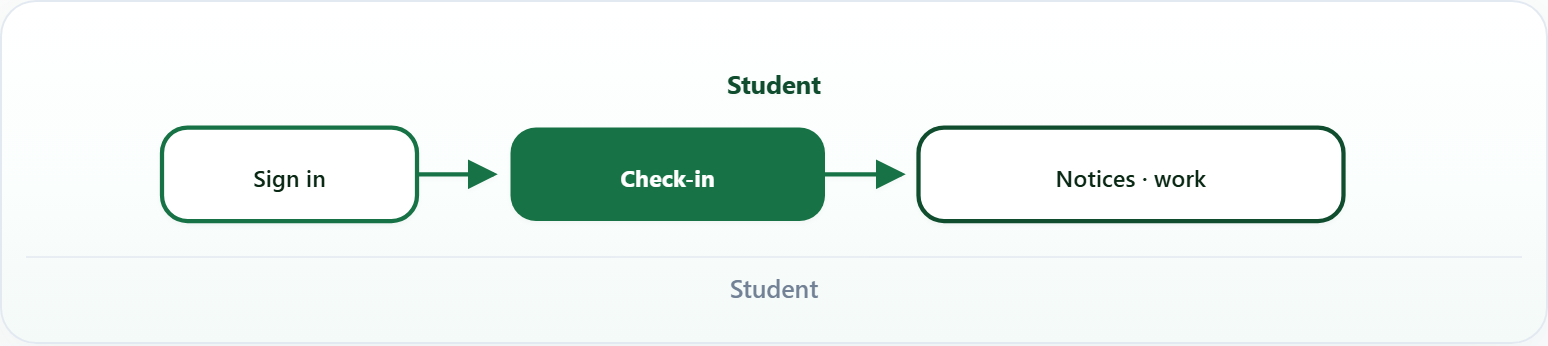 Student
Sign in
Check-in
Notices · work
Student